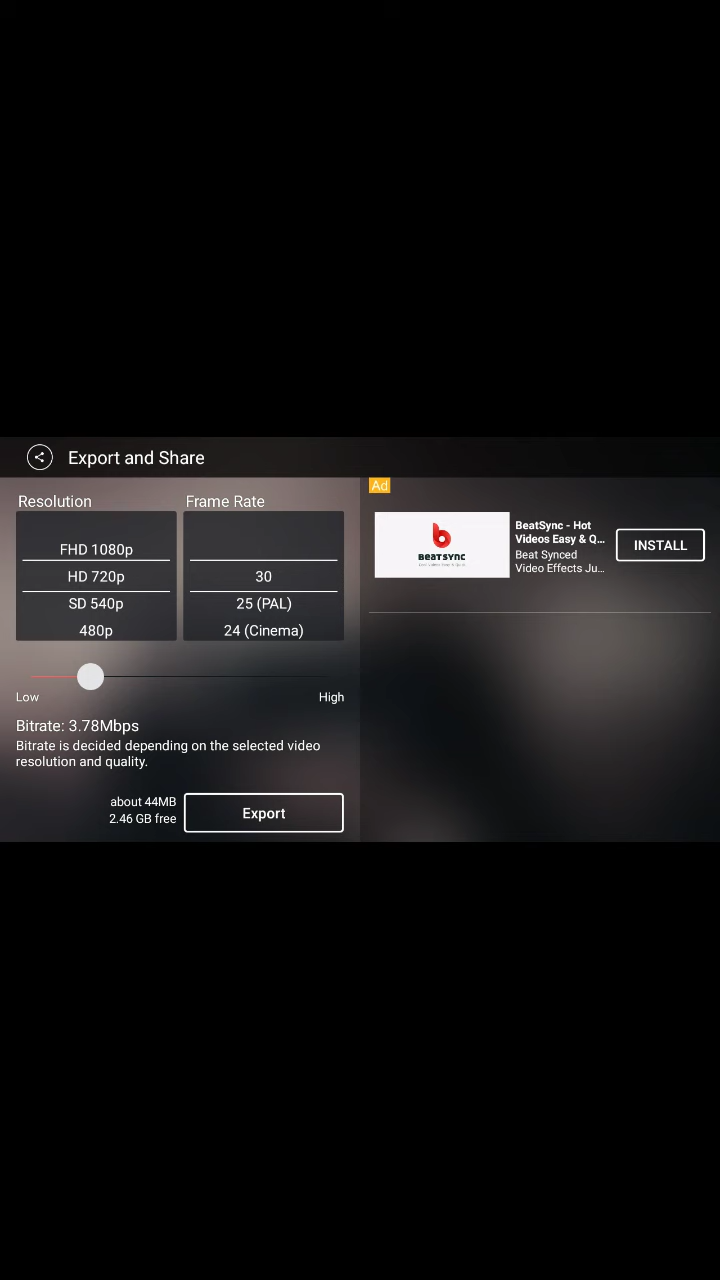 Export and Share
Resolution
Frame Rate
FHD 1080p
HD 720p
SD 540p
480p
30
25 (PAL)
24 (Cinema)
Low
High
Bitrate: 3.78Mbps
Bitrate is decided depending on the selected video
resolution and quality.
about 44MB
2.46 GB free
Export
Ad
BEATSYNC
BeatSync - Hot
Videos Easy & Q...
Beat Synced
Video Effects Ju...
INSTALL